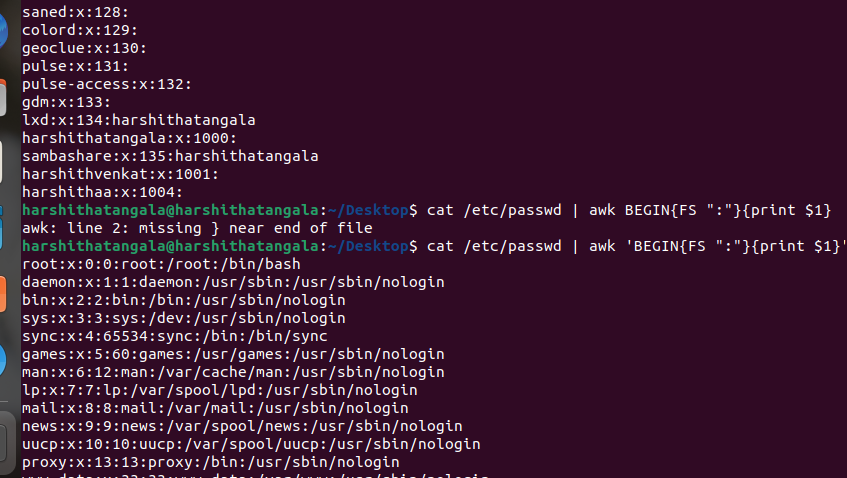 saned:x:128:
colord:x:129:
geoclue:x:130:
pulse:x:131:
pulse-access:x:132:
gdm:x:133:
lxd:x:134:harshithatangala
harshithatangala:x:1000:
sambashare:x:135:harshithatangala
harshithvenkat:x:1001:
harshithaa:x:1004:
harshithatangala@harshithatangala:~/Desktop$ cat /etc/passwd | awk BEGIN{FS ":"}{print $1}
awk: line 2: missing } near end of file
harshithatangala@harshithatangala:~/Desktop$ cat /etc/passwd | awk 'BEGIN{FS ":"}{print $1}'
root:x:0:0:root:/root:/bin/bash
daemon:x:1:1:daemon:/usr/sbin:/usr/sbin/nologin
bin:x:2:2:bin:/bin:/usr/sbin/nologin
sys:x:3:3:sys:/dev:/usr/sbin/nologin
sync:x:4:65534:sync:/bin:/bin/sync
games:x:5:60:games:/usr/games:/usr/sbin/nologin
man:x:6:12:man:/var/cache/man:/usr/sbin/nologin
lp:x:7:7:lp:/var/spool/lpd:/usr/sbin/nologin
mail:x:8:8:mail:/var/mail:/usr/sbin/nologin
news:x:9:9:news:/var/spool/news:/usr/sbin/nologin
uucp:x:10:10:uucp:/var/spool/uucp:/usr/sbin/nologin
proxy:x:13:13:proxy:/bin:/usr/sbin/nologin